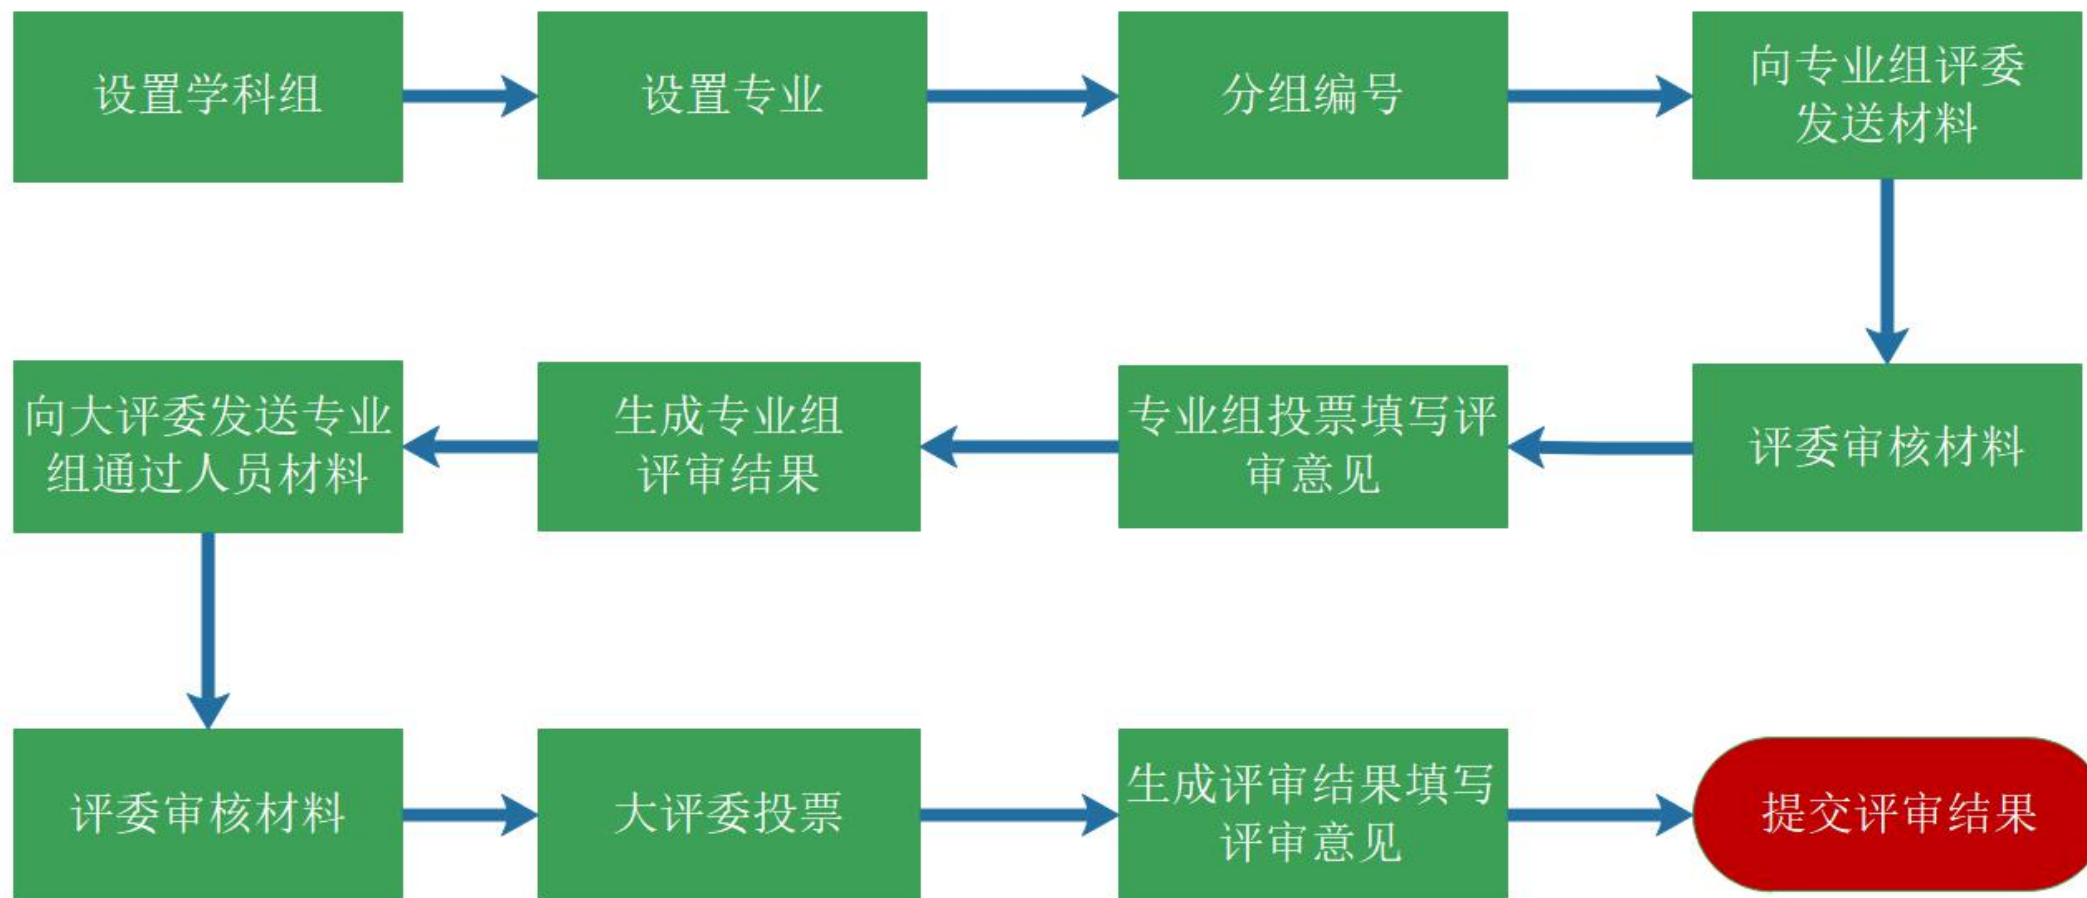 设置学科组
设置专业
分组编号
向专业组评委
发送材料
评委审核材料
专业组投票填写评
审意见
生成专业组
评审结果
向大评委发送专业
组通过人员材料
评委审核材料
大评委投票
生成评审结果填写
评审意见
提交评审结果